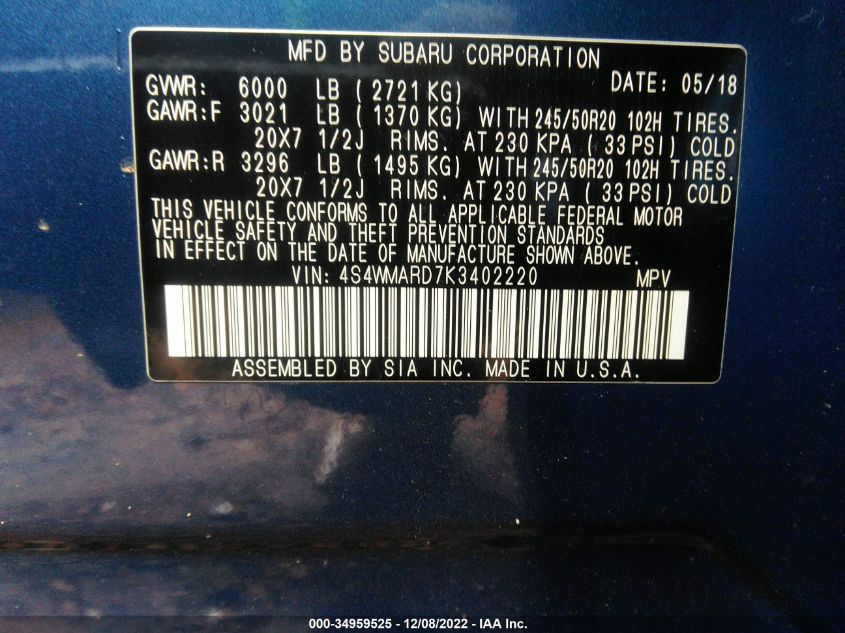 MFD BY SUBARU CORPORATION
GVWR: 6000 LB ( 2721 KG) DATE: 05/18
GAWR:F 3021 LB ( 1370 KG) WITH 245/50R20 102H TIRES.
20X7 1/2J RIMS. AT 230 KPA ( 33 PSI) COLD
GAWR:R 3296 LB ( 1495 KG) WITH 245/50R20 102H TIRES.
20X7 1/2J RIMS. AT 230 KPA ( 33 PSI) COLD
THIS VEHICLE CONFORMS TO ALL APPLICABLE FEDERAL MOTOR
VEHICLE SAFETY AND THEFT PREVENTION STANDARDS
IN EFFECT ON THE DATE OF MANUFACTURE SHOWN ABOVE.
VIN: 4S4WMARD7K3402220 MPV
ASSEMBLED BY SIA INC. MADE IN U.S.A.
000-34959525 - 12/08/2022 - IAA Inc.